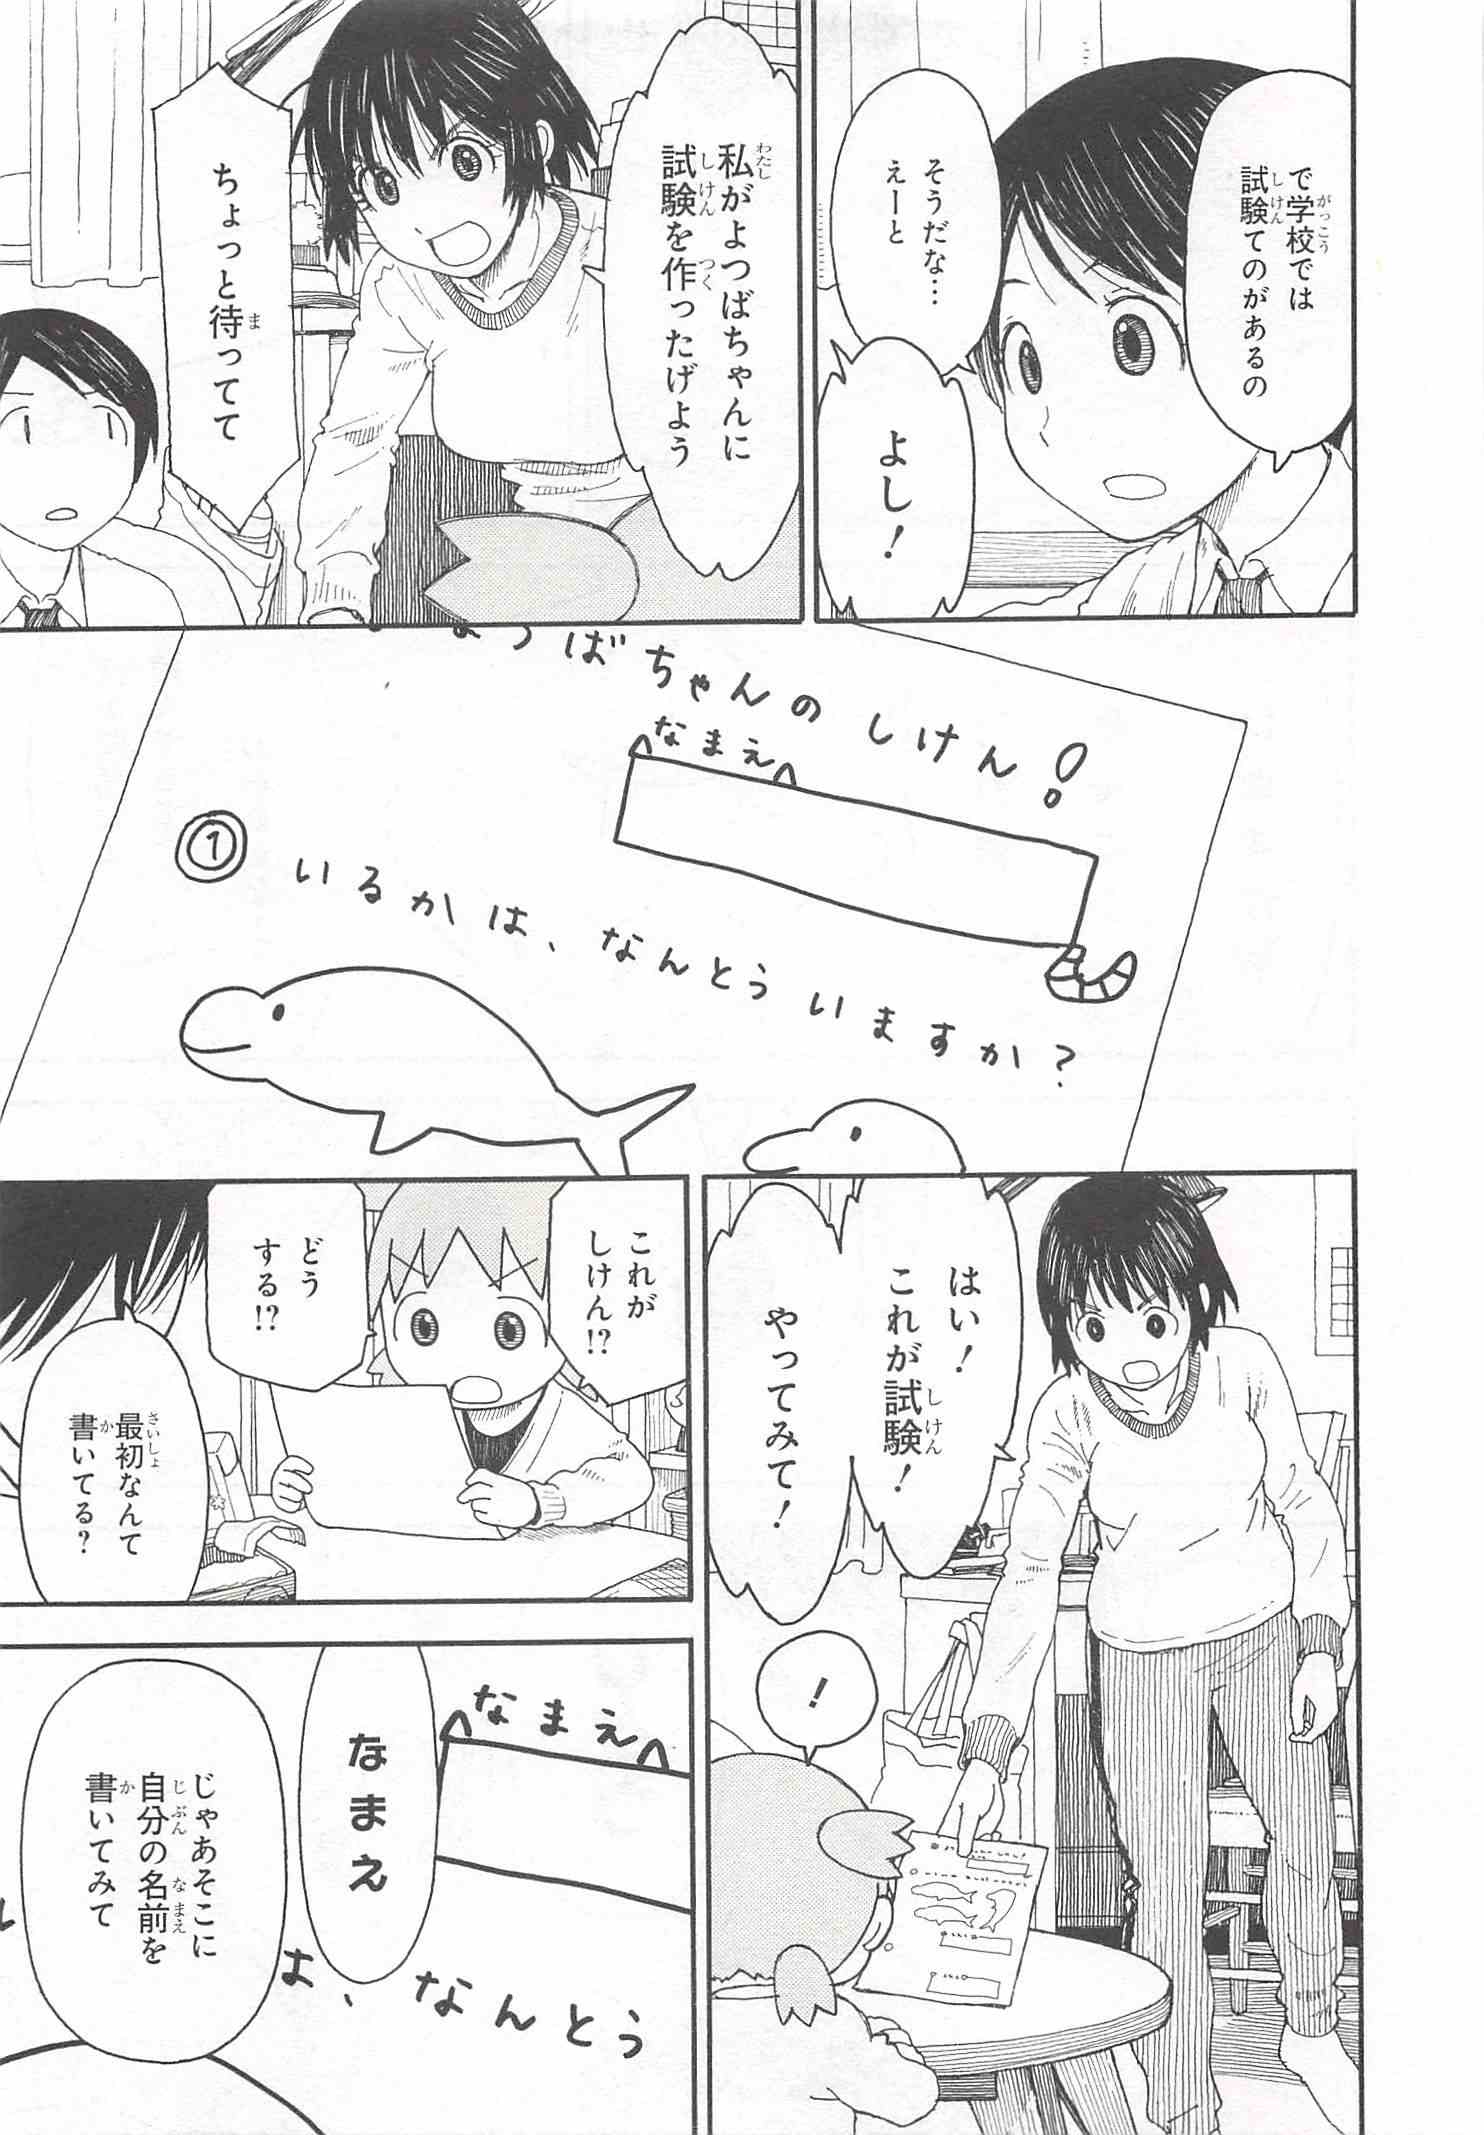 で学校では
試験てのがあるの
そうだな…
えーと
よし!
私がよつばちゃんに
試験を作ったげよう
ちょっと待ってて
よつばちゃんのしけん!
なまえ
① いるかは、なんとういますか?
はい!
これが試験!
やってみて!
!
これが
しけん!?
どう
する!?
最初なんて
書いてる?
なまえ
なまえ
は、なんとう
じゃあそこに
自分の名前を
書いてみて